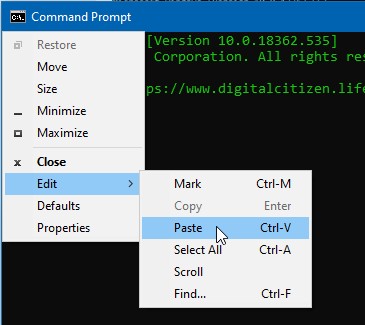 Command Prompt
[Version 10.0.18362.535]
Corporation. All rights res
ps://www.digitalcitizen.life
Restore
Move
Size
Minimize
Maximize
Close
Edit
Defaults
Properties
Mark Ctrl-M
Copy Enter
Paste Ctrl-V
Select All Ctrl-A
Scroll
Find... Ctrl-F